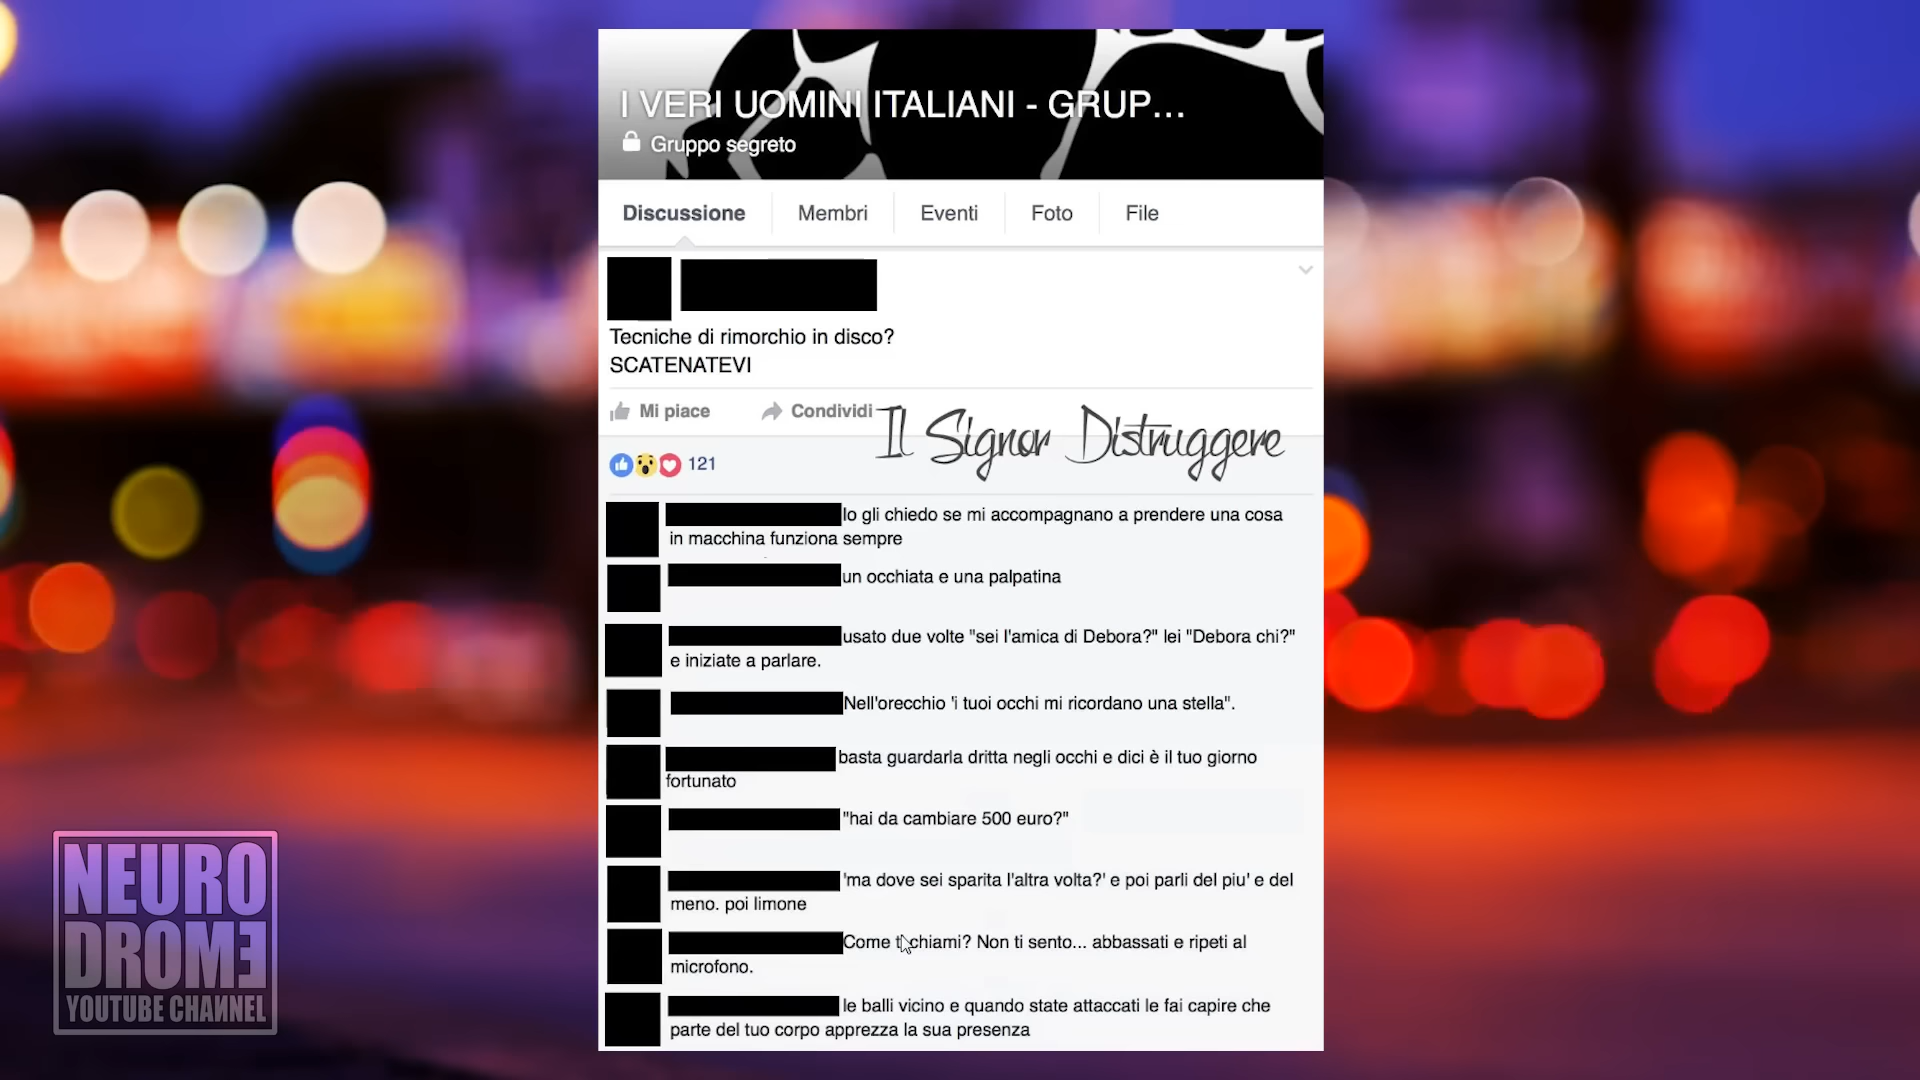 I VERI UOMINI ITALIANI - GRUP...
Gruppo segreto
Discussione Membri Eventi Foto File
Tecniche di rimorchio in disco?
SCATENATEVI
Mi piace Condividi
Il Signor Distruggere
121
Io gli chiedo se mi accompagnano a prendere una cosa
in macchina funziona sempre
un occhiata e una palpatina
usato due volte "sei l'amica di Debora?" lei "Debora chi?"
e iniziate a parlare.
Nell'orecchio 'i tuoi occhi mi ricordano una stella".
basta guardarla dritta negli occhi e dici è il tuo giorno
fortunato
"hai da cambiare 500 euro?"
'ma dove sei sparita l'altra volta?' e poi parli del piu' e del
meno. poi limone
Come ti chiami? Non ti sento... abbassati e ripeti al
microfono.
le balli vicino e quando state attaccati le fai capire che
parte del tuo corpo apprezza la sua presenza
NEURO
DROME
YOUTUBE CHANNEL